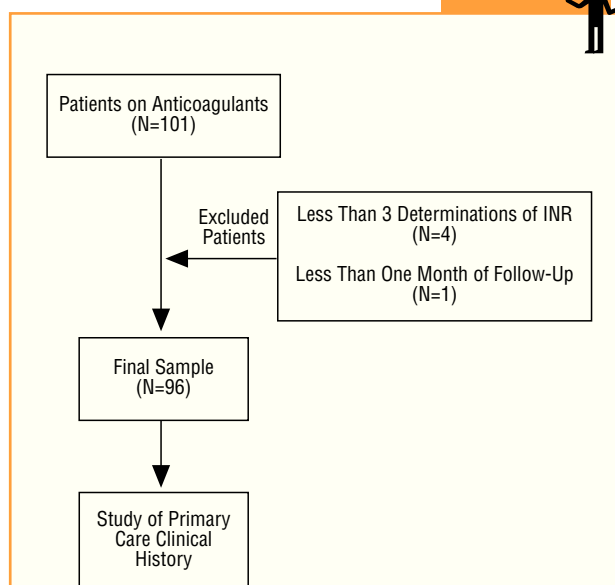 Patients on Anticoagulants
(N=101)
Excluded
Patients
Less Than 3 Determinations of INR
(N=4)
Less Than One Month of Follow-Up
(N=1)
Final Sample
(N=96)
Study of Primary
Care Clinical
History